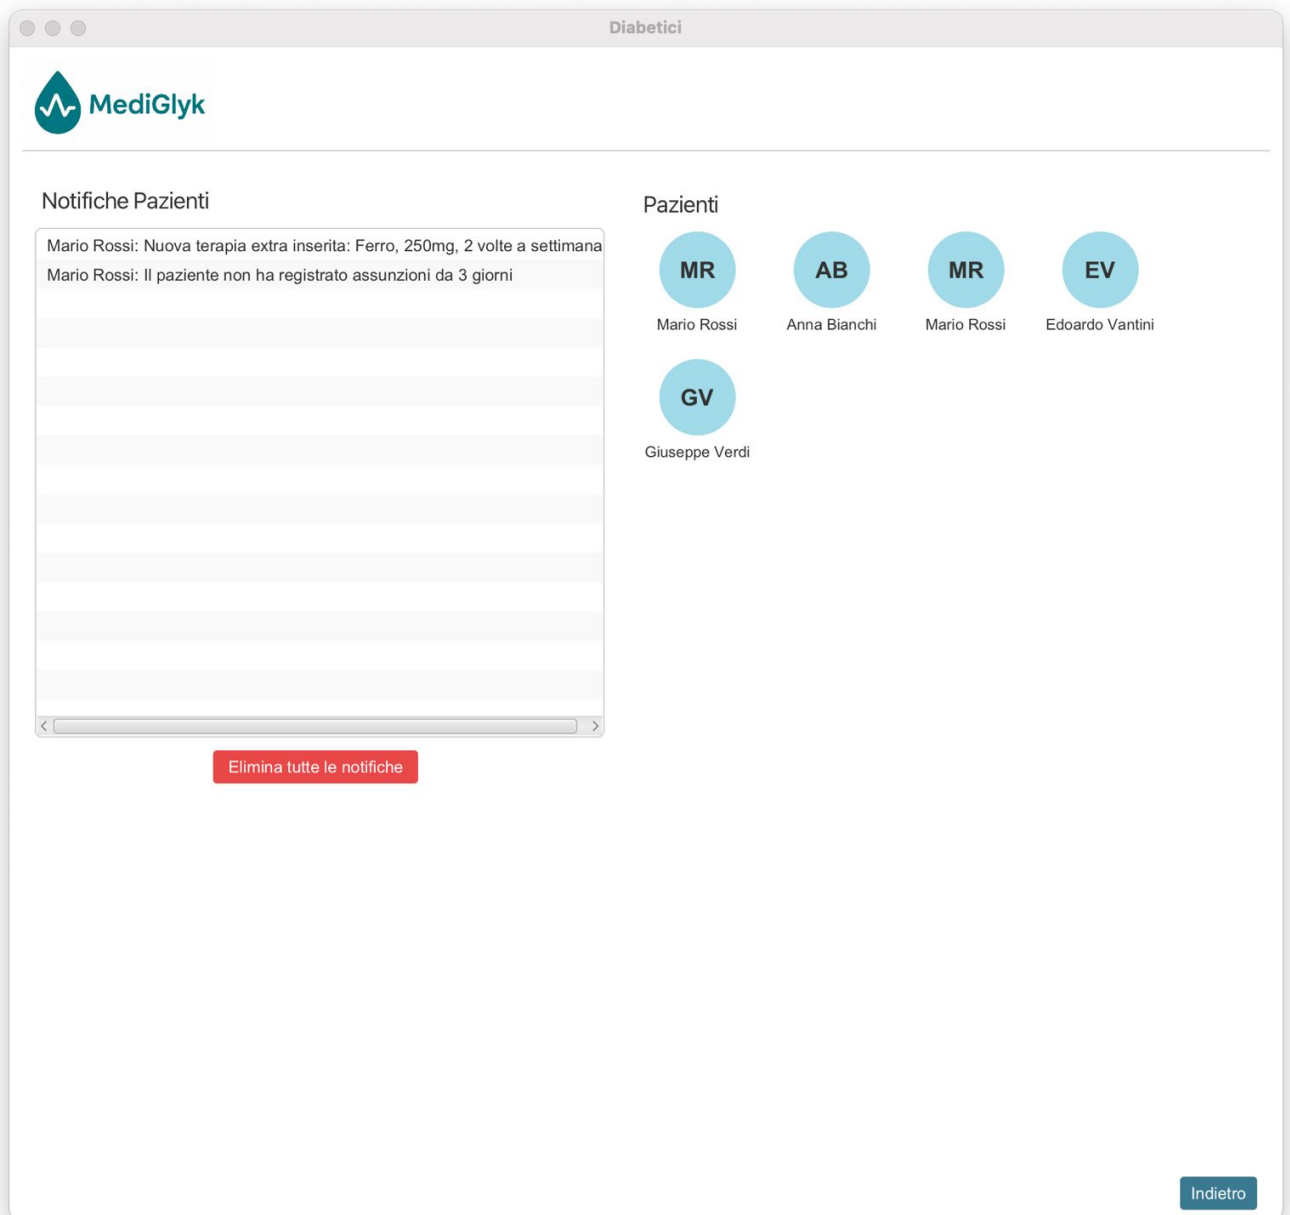 Diabetici
MediGlyk
Notifiche Pazienti
Mario Rossi: Nuova terapia extra inserita: Ferro, 250mg, 2 volte a settimana
Mario Rossi: Il paziente non ha registrato assunzioni da 3 giorni
Elimina tutte le notifiche
Pazienti
MR AB MR EV
Mario Rossi Anna Bianchi Mario Rossi Edoardo Vantini
GV
Giuseppe Verdi
Indietro